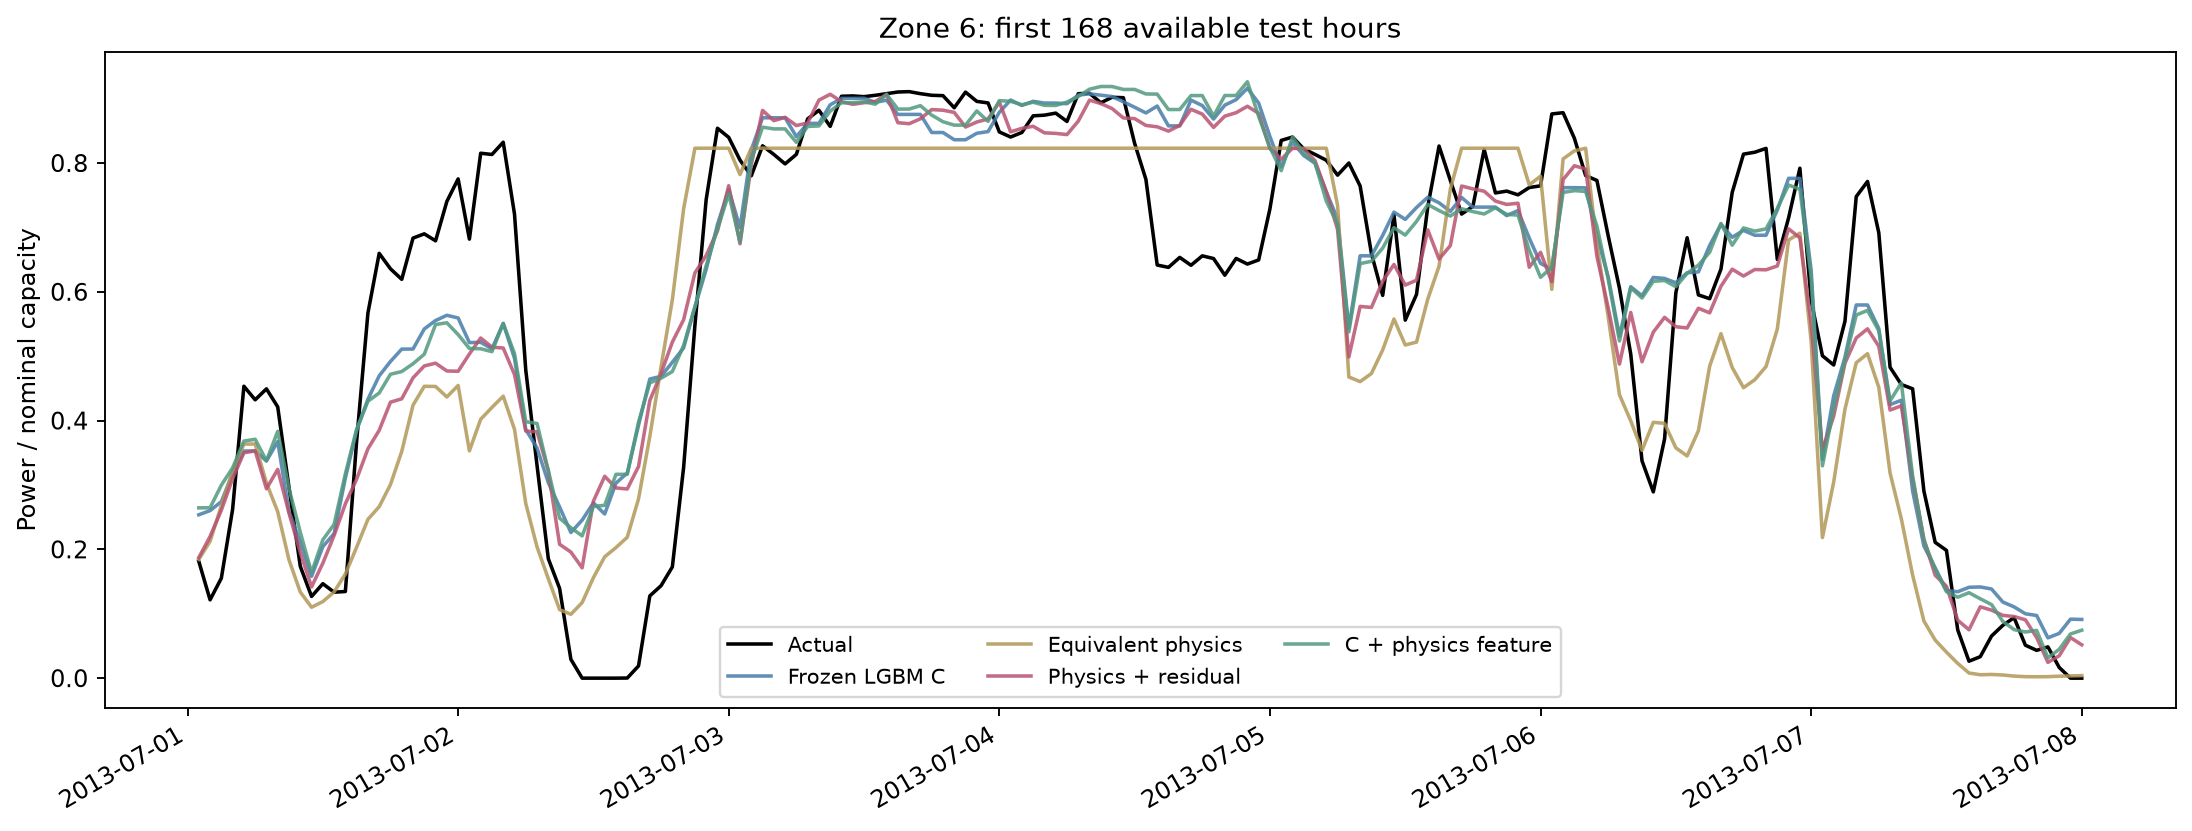 Zone 6: first 168 available test hours
Power / nominal capacity
0.8
0.6
0.4
0.2
0.0
Actual
Frozen LGBM C
Equivalent physics
Physics + residual
C + physics feature
2013-07-01
2013-07-02
2013-07-03
2013-07-04
2013-07-05
2013-07-06
2013-07-07
2013-07-08